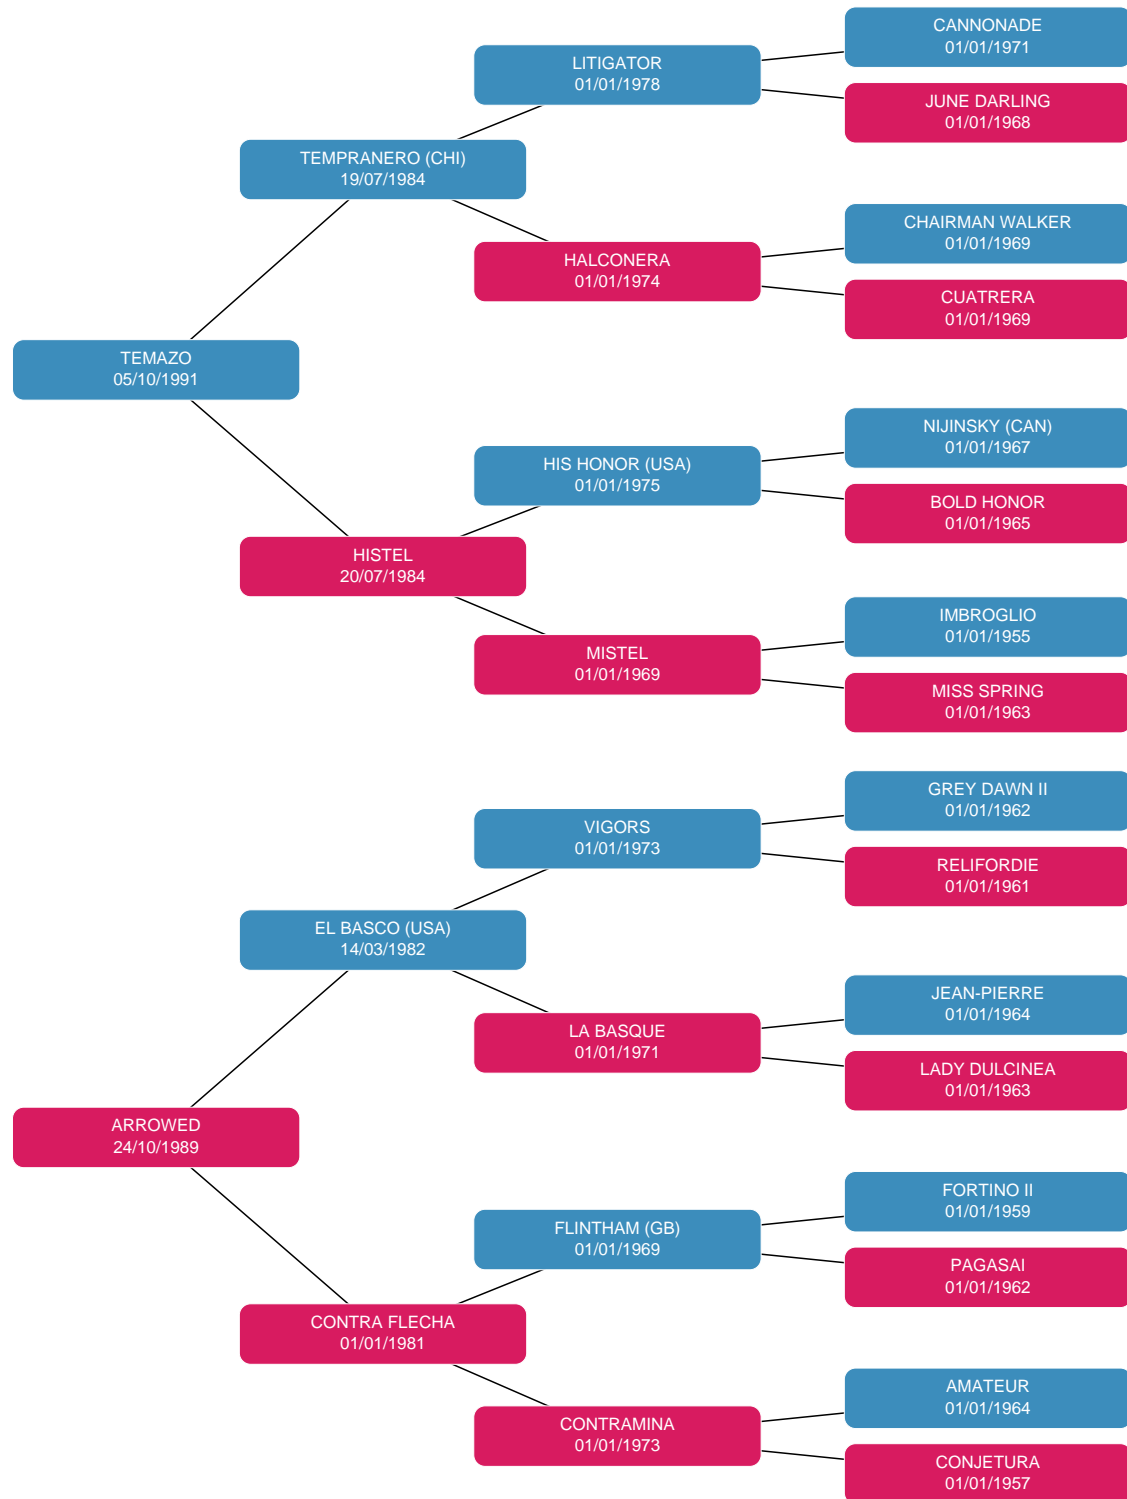 CANNONADE
01/01/1971
LITIGATOR
01/01/1978
JUNE DARLING
01/01/1968
TEMPRANERO (CHI)
19/07/1984
CHAIRMAN WALKER
01/01/1969
HALCONERA
01/01/1974
CUATRERA
01/01/1969
TEMAZO
05/10/1991
NIJINSKY (CAN)
01/01/1967
HIS HONOR (USA)
01/01/1975
BOLD HONOR
01/01/1965
HISTEL
20/07/1984
IMBROGLIO
01/01/1955
MISTEL
01/01/1969
MISS SPRING
01/01/1963
GREY DAWN II
01/01/1962
VIGORS
01/01/1973
RELIFORDIE
01/01/1961
EL BASCO (USA)
14/03/1982
JEAN-PIERRE
01/01/1964
LA BASQUE
01/01/1971
LADY DULCINEA
01/01/1963
ARROWED
24/10/1989
FORTINO II
01/01/1959
FLINTHAM (GB)
01/01/1969
PAGASAI
01/01/1962
CONTRA FLECHA
01/01/1981
AMATEUR
01/01/1964
CONTRAMINA
01/01/1973
CONJETURA
01/01/1957